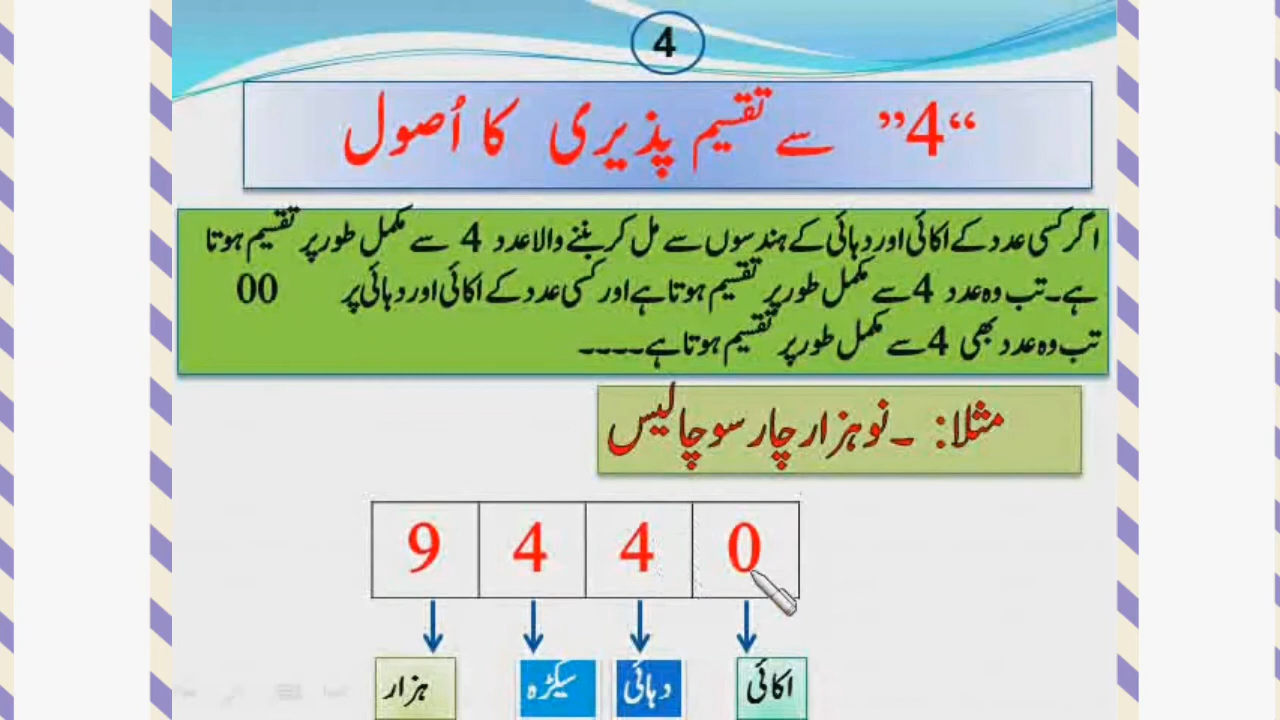 4
“4” سے تقسیم پذیری کا اُصول
اگر کسی عدد کے اکائی اور دہائی کے ہندسوں سے مل کر بننے والا عدد 4 سے مکمل طور پر تقسیم ہوتا
ہے۔ تب وہ عدد 4 سے مکمل طور پر تقسیم ہوتا ہے اور کسی عدد کے اکائی اور دہائی پر 00
تب وہ عدد بھی 4 سے مکمل طور پر تقسیم ہوتا ہے۔۔۔۔
مثلا: ۔ نو ہزار چار سو چالیس
9 4 4 0
ہزار سیکڑہ دہائی اکائی